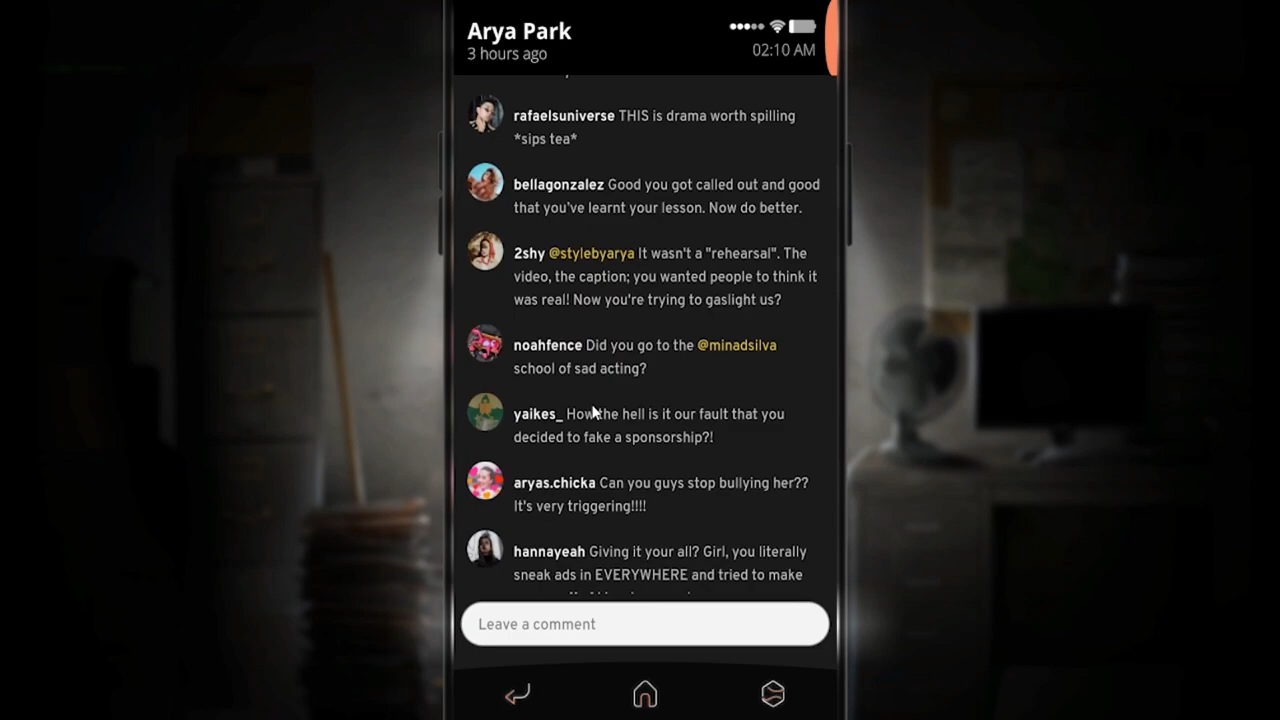 Arya Park
3 hours ago
02:10 AM
rafaelsuniverse THIS is drama worth spilling
*sips tea*
bellagonzalez Good you got called out and good
that you've learnt your lesson. Now do better.
2shy @stylebyarya It wasn't a "rehearsal". The
video, the caption; you wanted people to think it
was real! Now you're trying to gaslight us?
noahfence Did you go to the @minadsilva
school of sad acting?
yaikes_ How the hell is it our fault that you
decided to fake a sponsorship?!
aryas.chicka Can you guys stop bullying her??
It's very triggering!!!!
hannayeah Giving it your all? Girl, you literally
sneak ads in EVERYWHERE and tried to make
Leave a comment